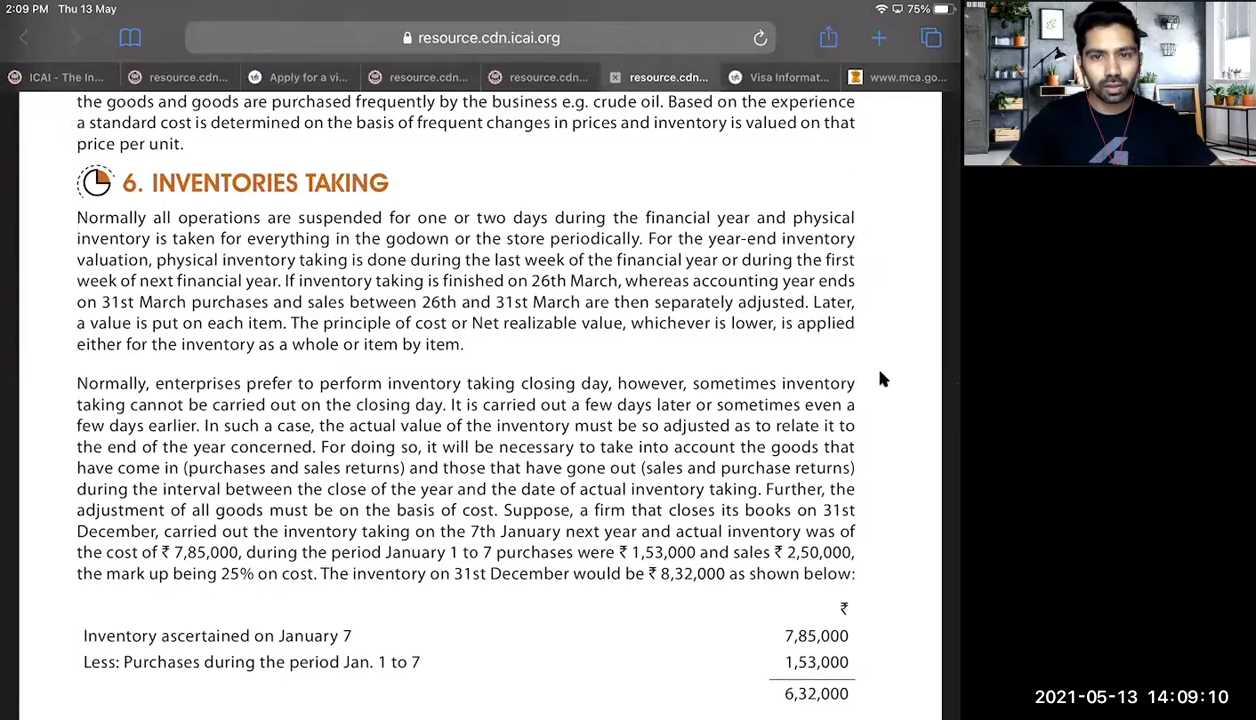 2:09 PM Thu 13 May
75%
resource.cdn.icai.org
ICAI - The In...
resource.cdn...
Apply for a vi...
resource.cdn...
resource.cdn...
resource.cdn...
Visa Informat...
www.mca.go...
the goods and goods are purchased frequently by the business e.g. crude oil. Based on the experience
a standard cost is determined on the basis of frequent changes in prices and inventory is valued on that
price per unit.
6. INVENTORIES TAKING
Normally all operations are suspended for one or two days during the financial year and physical
inventory is taken for everything in the godown or the store periodically. For the year-end inventory
valuation, physical inventory taking is done during the last week of the financial year or during the first
week of next financial year. If inventory taking is finished on 26th March, whereas accounting year ends
on 31st March purchases and sales between 26th and 31st March are then separately adjusted. Later,
a value is put on each item. The principle of cost or Net realizable value, whichever is lower, is applied
either for the inventory as a whole or item by item.
Normally, enterprises prefer to perform inventory taking closing day, however, sometimes inventory
taking cannot be carried out on the closing day. It is carried out a few days later or sometimes even a
few days earlier. In such a case, the actual value of the inventory must be so adjusted as to relate it to
the end of the year concerned. For doing so, it will be necessary to take into account the goods that
have come in (purchases and sales returns) and those that have gone out (sales and purchase returns)
during the interval between the close of the year and the date of actual inventory taking. Further, the
adjustment of all goods must be on the basis of cost. Suppose, a firm that closes its books on 31st
December, carried out the inventory taking on the 7th January next year and actual inventory was of
the cost of ₹ 7,85,000, during the period January 1 to 7 purchases were ₹ 1,53,000 and sales ₹ 2,50,000,
the mark up being 25% on cost. The inventory on 31st December would be ₹ 8,32,000 as shown below:
₹
Inventory ascertained on January 7 7,85,000
Less: Purchases during the period Jan. 1 to 7 1,53,000
6,32,000
2021-05-13 14:09:10